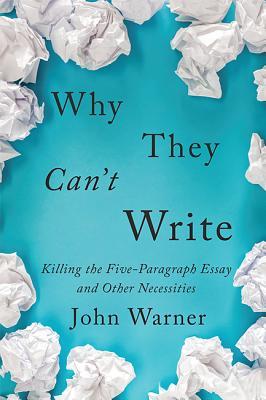 Why
They
Can't
Write
Killing the Five-Paragraph Essay
and Other Necessities
John Warner